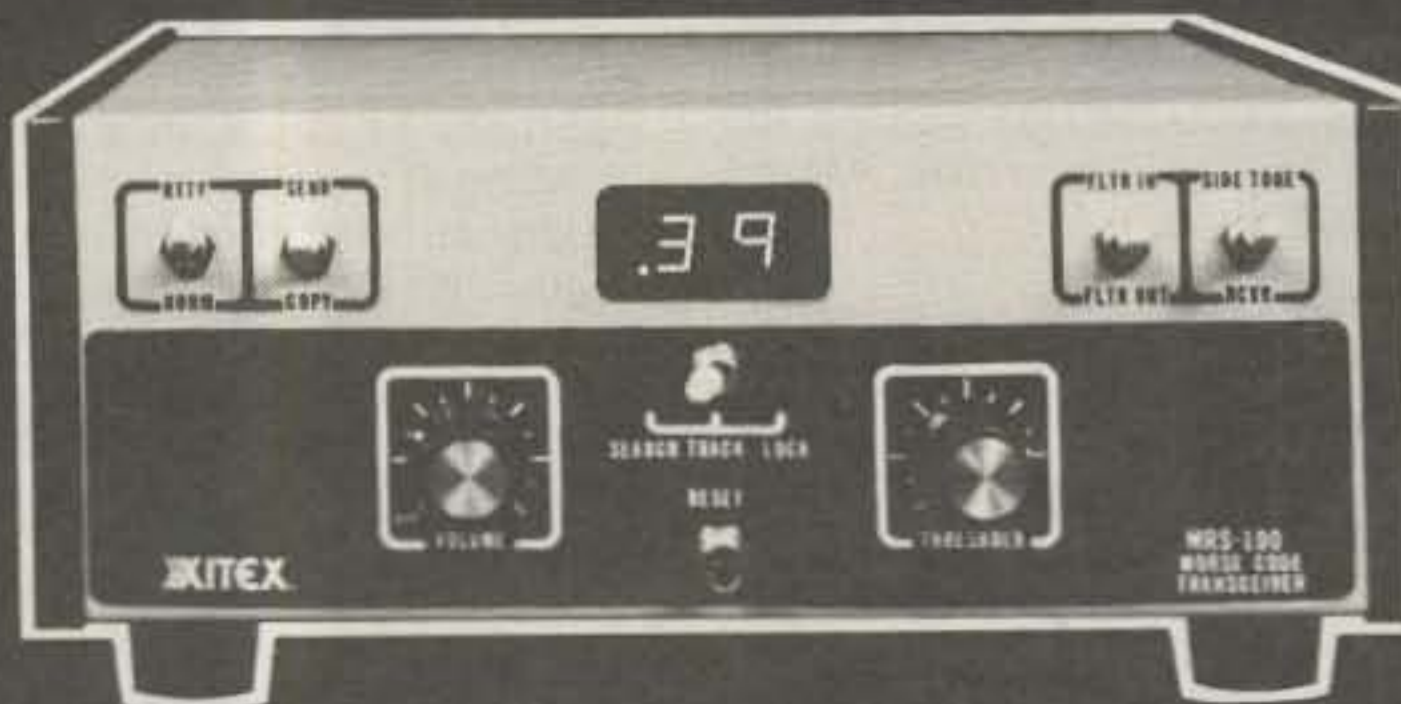 RTTY SEND
NORM COPY
.39
FLTR IN SIDE TONE
FLTR OUT RCVR
SEARCH TRACK LOCK
RESET
VOLUME
THRESHOLD
XITEX
MRS-100
MORSE CODE
TRANSCEIVER